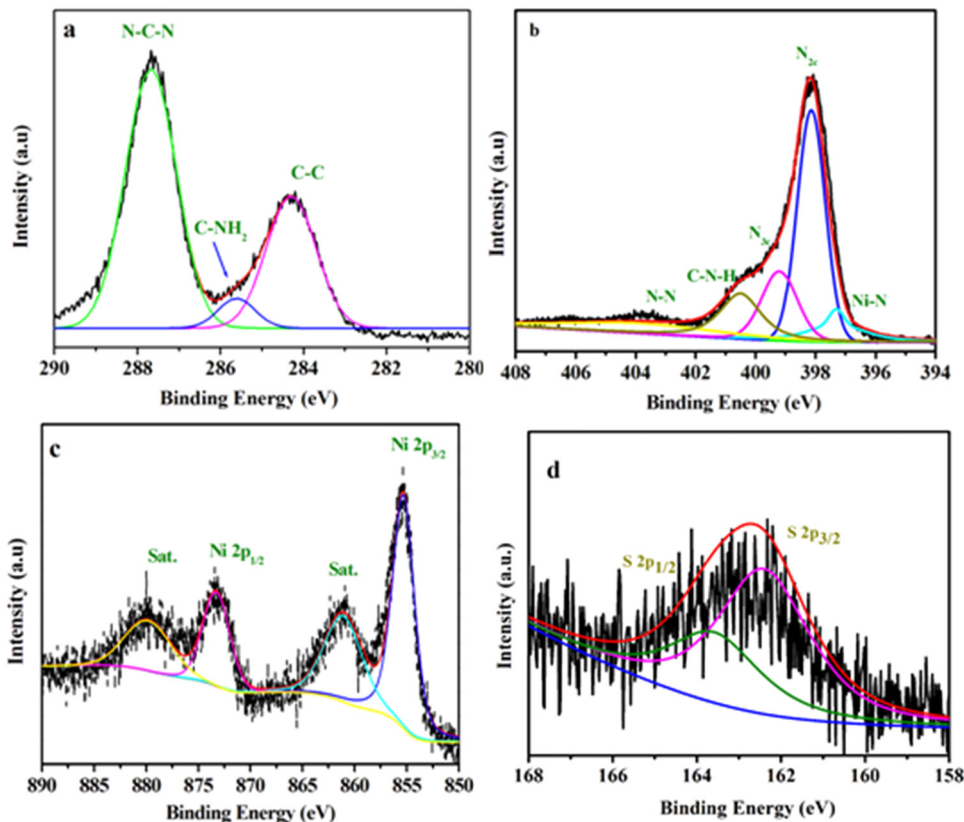 a
N-C-N
C-NH2
C-C
Intensity (a.u)
290 288 286 284 282 280
Binding Energy (eV)
b
N2c
N3c
C-N-H
N-N
Ni-N
Intensity (a.u)
408 406 404 402 400 398 396 394
Binding Energy (eV)
c
Ni 2p3/2
Sat.
Ni 2p1/2
Sat.
Intensity (a.u)
890 885 880 875 870 865 860 855 850
Binding Energy (eV)
d
S 2p1/2
S 2p3/2
Intensity (a.u.)
168 166 164 162 160 158
Binding Energy (eV)